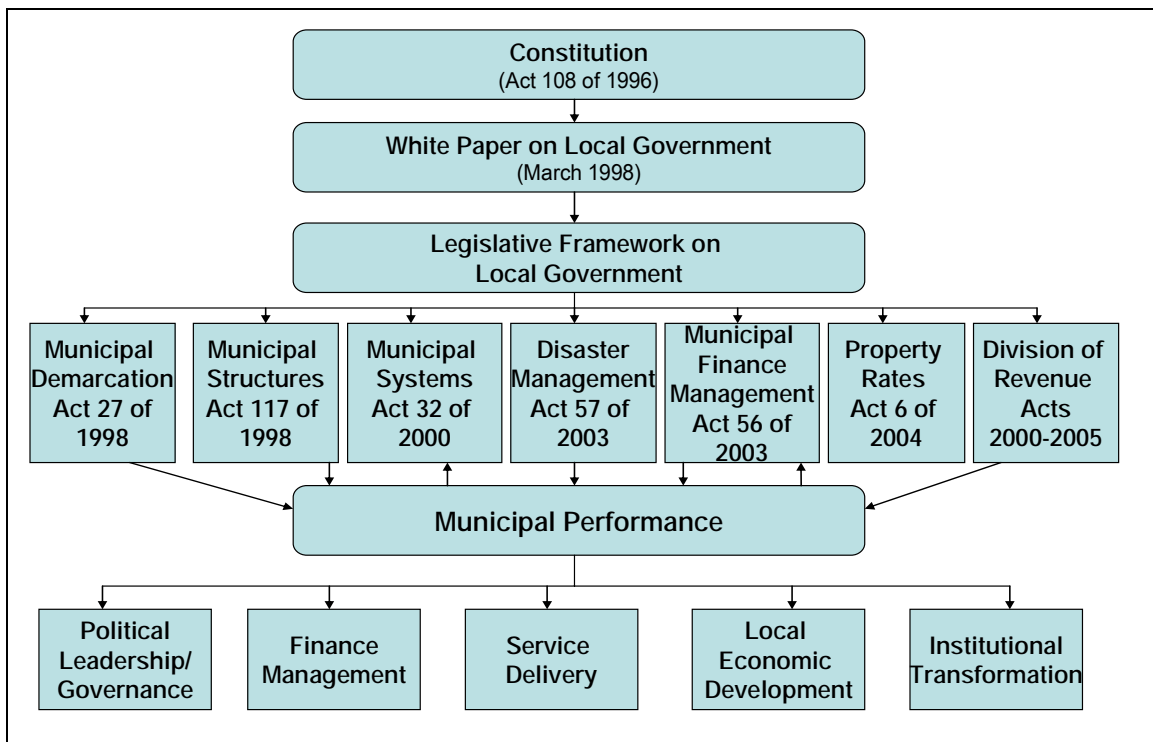 Constitution
(Act 108 of 1996)
White Paper on Local Government
(March 1998)
Legislative Framework on
Local Government
Municipal
Demarcation
Act 27 of
1998
Municipal
Structures
Act 117 of
1998
Municipal
Systems
Act 32 of
2000
Disaster
Management
Act 57 of
2003
Municipal
Finance
Management
Act 56 of
2003
Property
Rates
Act 6 of
2004
Division of
Revenue
Acts
2000-2005
Municipal Performance
Political
Leadership/
Governance
Finance
Management
Service
Delivery
Local
Economic
Development
Institutional
Transformation